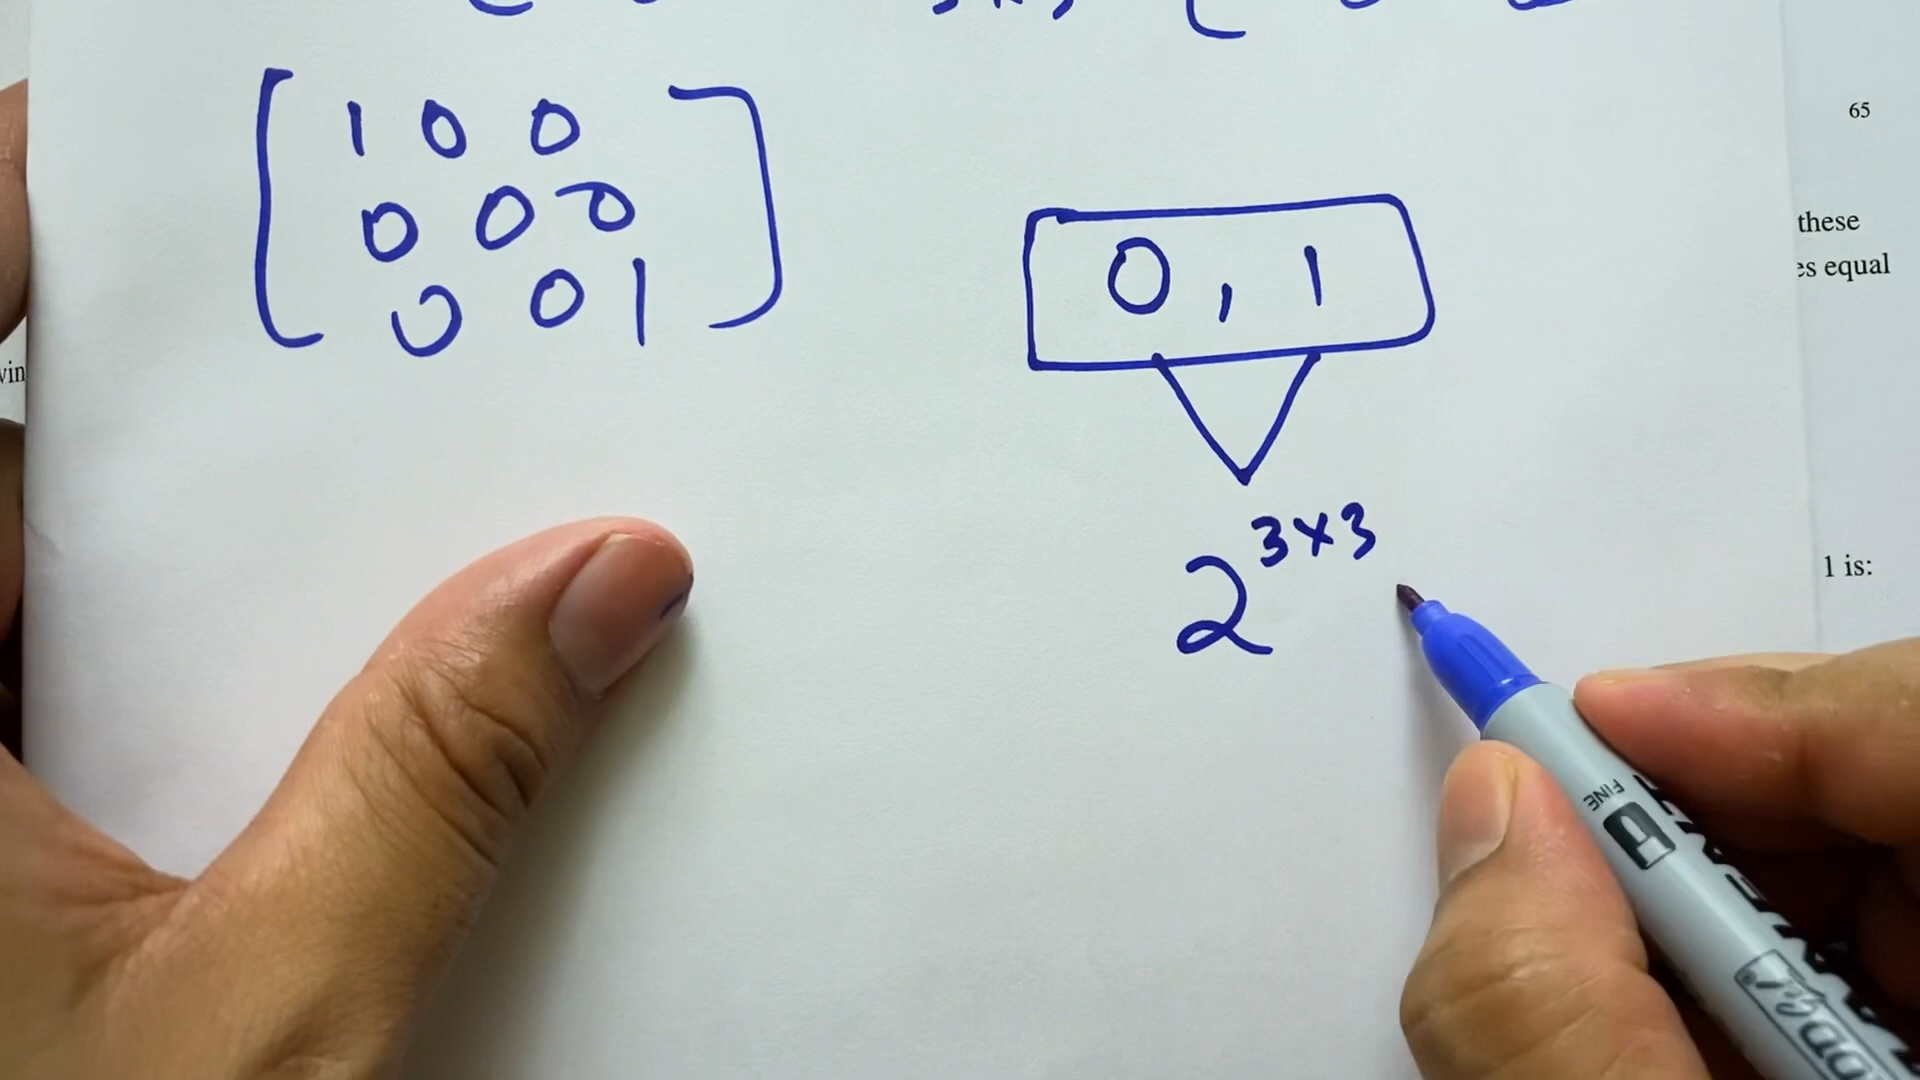 1 0 0
0 0 0
0 0 1
0, 1
2^{3×3}
65
these
es equal
1 is:
vin
FINE